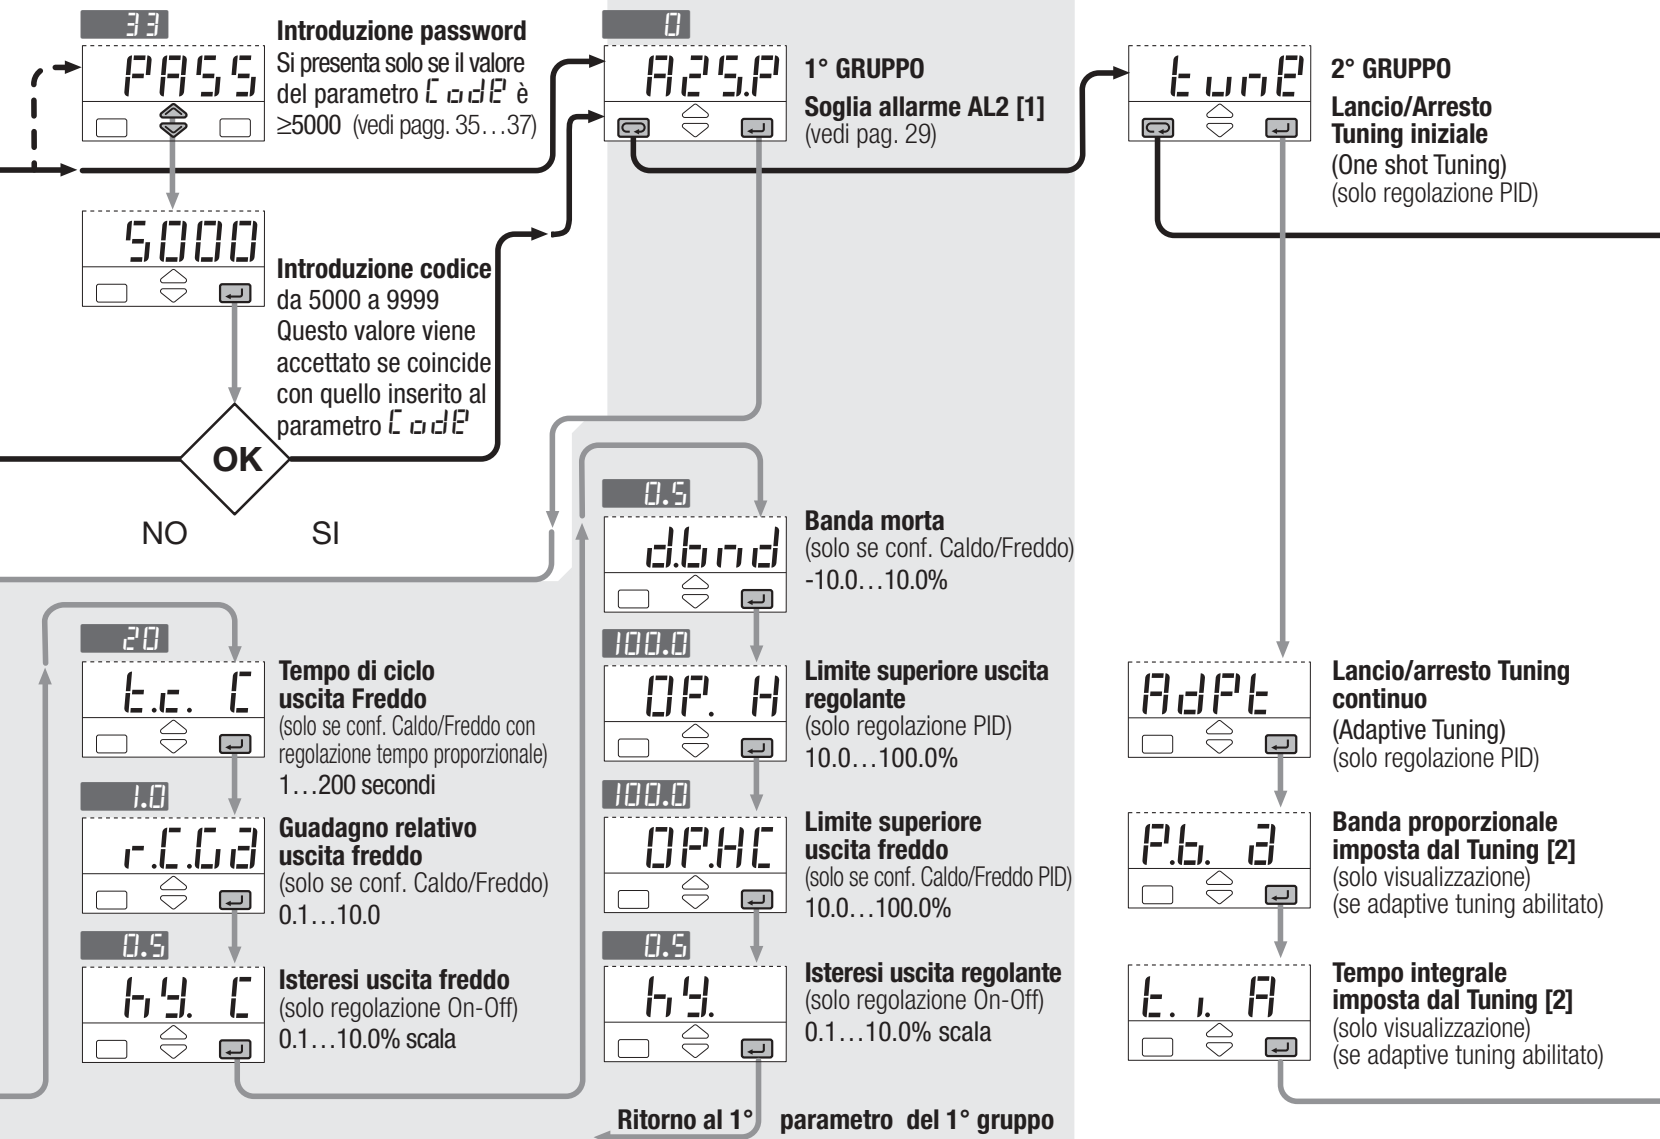 33
PASS
Introduzione password
Si presenta solo se il valore
del parametro CodE è
≥5000 (vedi pagg. 35…37)
5000
Introduzione codice
da 5000 a 9999
Questo valore viene
accettato se coincide
con quello inserito al
parametro CodE
OK
NO
SI
0
A2S.P
1° GRUPPO
Soglia allarme AL2 [1]
(vedi pag. 29)
tunE
2° GRUPPO
Lancio/Arresto
Tuning iniziale
(One shot Tuning)
(solo regolazione PID)
20
t.c. C
Tempo di ciclo
uscita Freddo
(solo se conf. Caldo/Freddo con
regolazione tempo proporzionale)
1…200 secondi
1.0
r.C.Ga
Guadagno relativo
uscita freddo
(solo se conf. Caldo/Freddo)
0.1…10.0
0.5
hy. C
Isteresi uscita freddo
(solo regolazione On-Off)
0.1…10.0% scala
0.5
d.bnd
Banda morta
(solo se conf. Caldo/Freddo)
-10.0…10.0%
100.0
OP. H
Limite superiore uscita
regolante
(solo regolazione PID)
10.0…100.0%
100.0
OP.HC
Limite superiore
uscita freddo
(solo se conf. Caldo/Freddo PID)
10.0…100.0%
0.5
hy.
Isteresi uscita regolante
(solo regolazione On-Off)
0.1…10.0% scala
Ritorno al 1° parametro del 1° gruppo
AdPt
Lancio/arresto Tuning
continuo
(Adaptive Tuning)
(solo regolazione PID)
P.b. a
Banda proporzionale
imposta dal Tuning [2]
(solo visualizzazione)
(se adaptive tuning abilitato)
t. i. A
Tempo integrale
imposta dal Tuning [2]
(solo visualizzazione)
(se adaptive tuning abilitato)